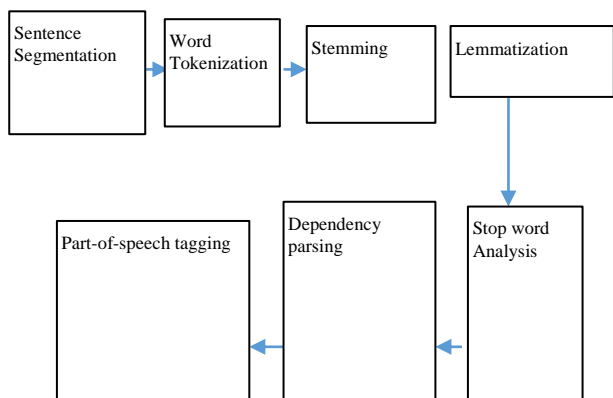 Sentence
Segmentation
Word
Tokenization
Stemming
Lemmatization
Stop word
Analysis
Dependency
parsing
Part-of-speech tagging